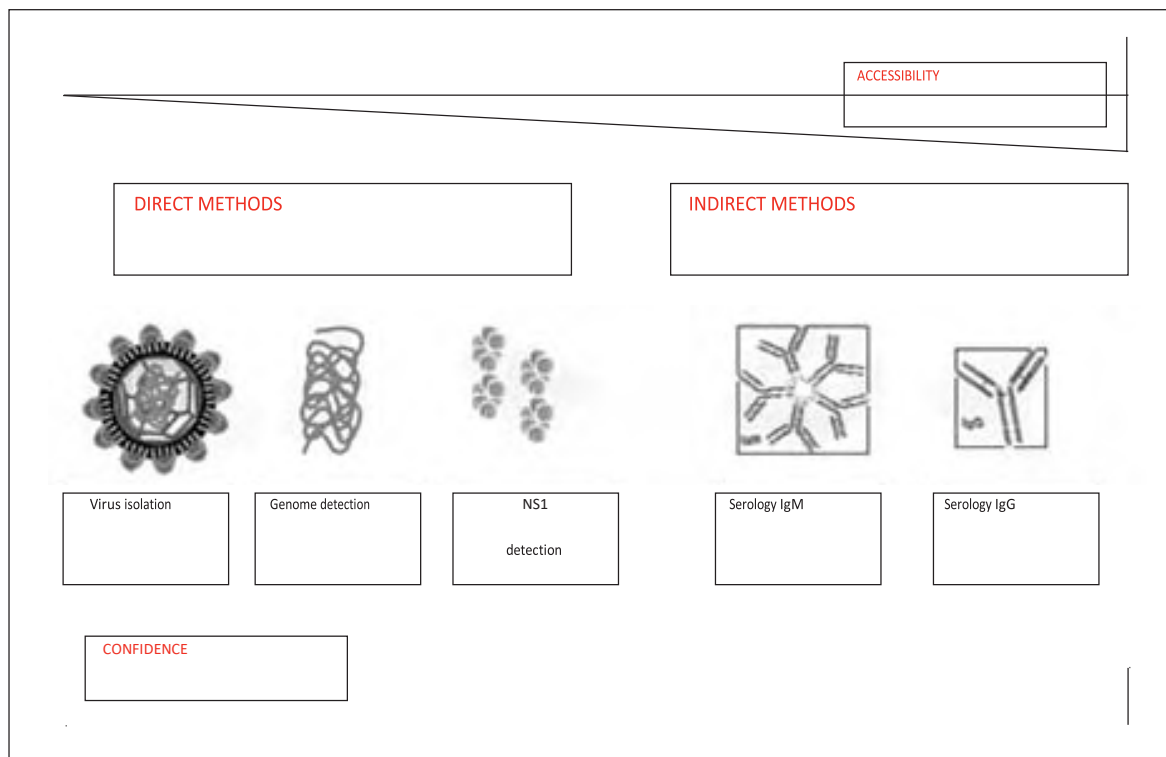 ACCESSIBILITY
DIRECT METHODS
INDIRECT METHODS
Virus isolation
Genome detection
NS1
detection
Serology IgM
Serology IgG
CONFIDENCE